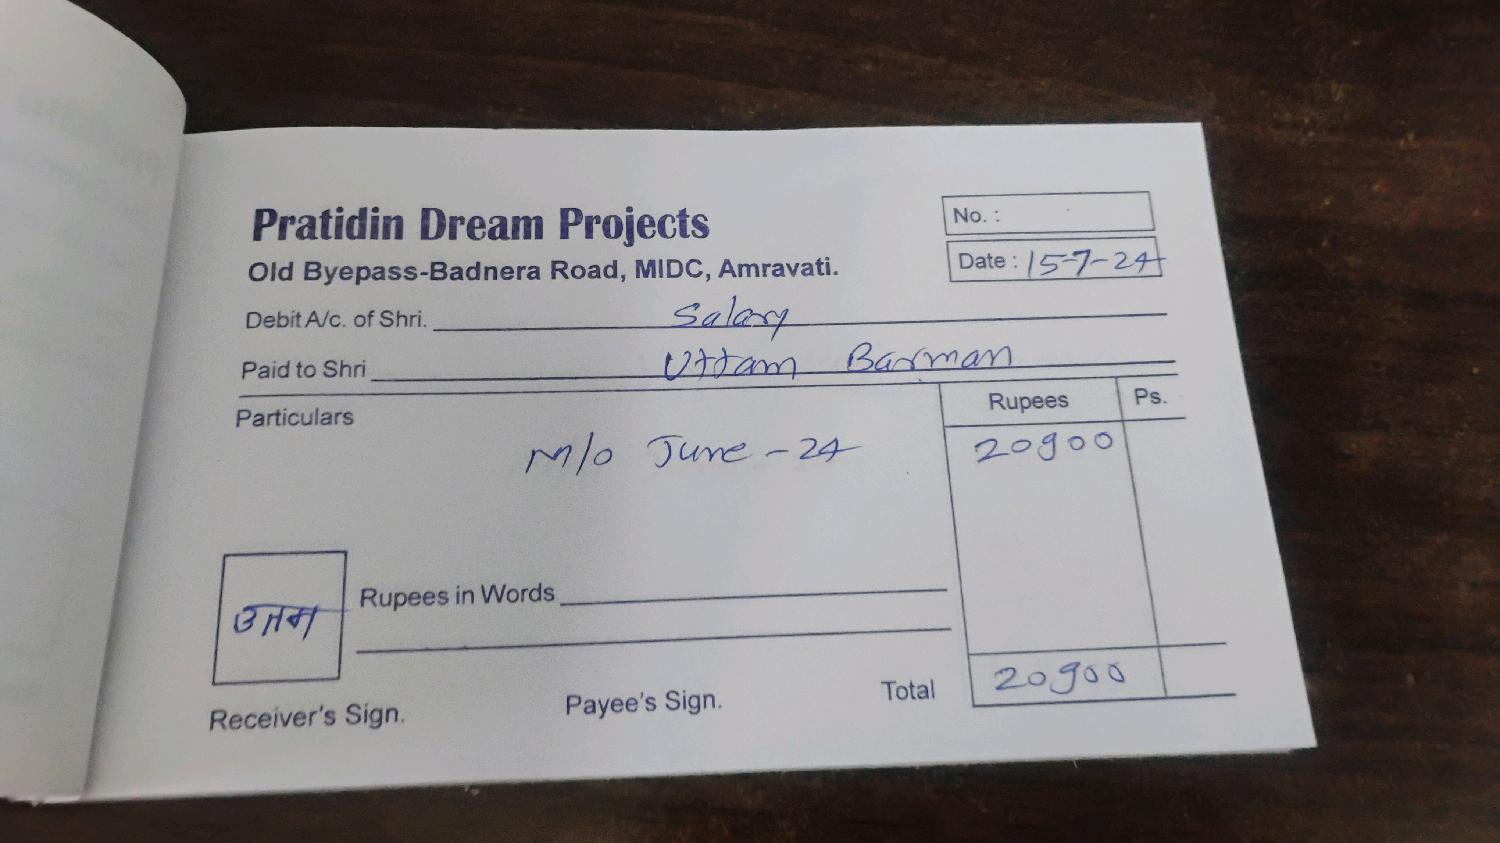 Pratidin Dream Projects
Old Byepass-Badnera Road, MIDC, Amravati.
No. :
Date : 15-7-24
Debit A/c. of Shri. Salary
Paid to Shri Uttam Barman
Particulars Rupees Ps.
M/o June - 24 20900
उत्तम
Rupees in Words
Total 20900
Receiver's Sign. Payee's Sign.